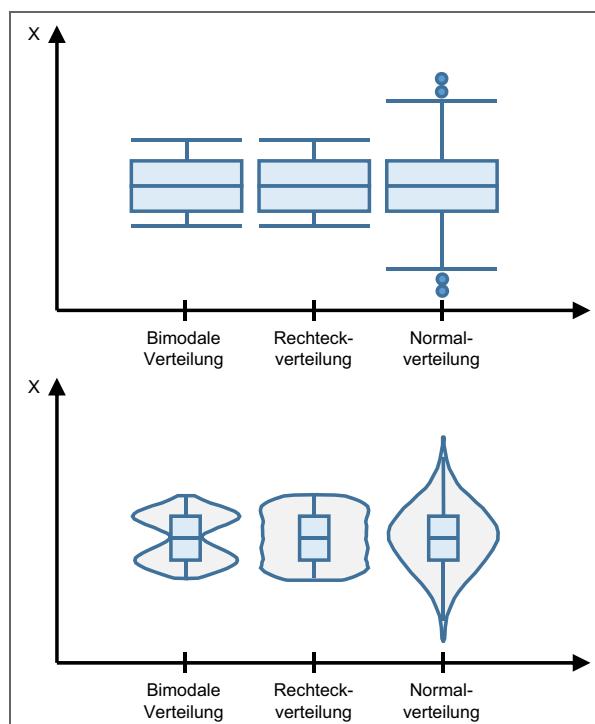 X
Bimodale
Verteilung
Rechteck-
verteilung
Normal-
verteilung
X
Bimodale
Verteilung
Rechteck-
verteilung
Normal-
verteilung